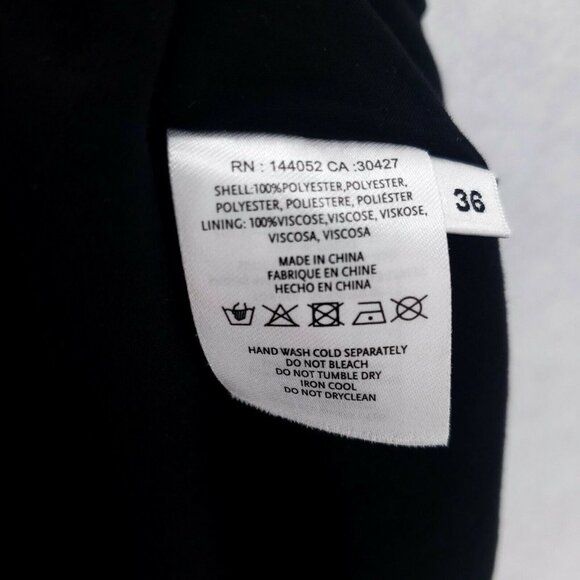 RN : 144052 CA :30427
SHELL:100%POLYESTER,POLYESTER,
POLYESTER, POLIESTERE, POLIÉSTER
LINING: 100%VISCOSE,VISCOSE, VISKOSE,
VISCOSA, VISCOSA
MADE IN CHINA
FABRIQUE EN CHINE
HECHO EN CHINA
HAND WASH COLD SEPARATELY
DO NOT BLEACH
DO NOT TUMBLE DRY
IRON COOL
DO NOT DRYCLEAN
36